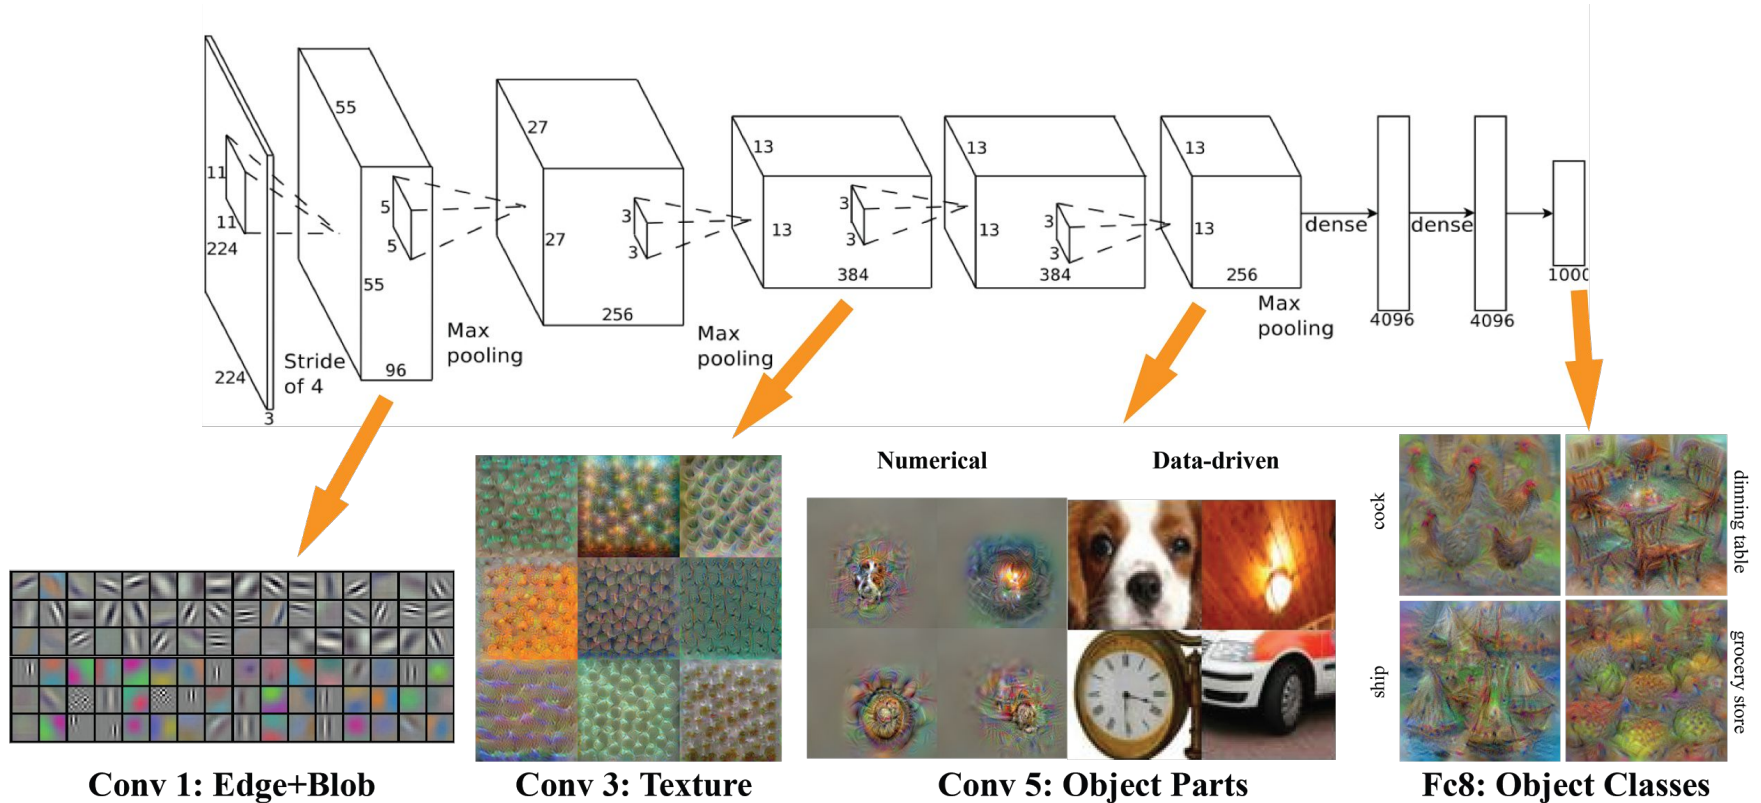 11
11
224
224
3
Stride
of 4
55
5
5
55
96
Max
pooling
27
27
256
3
3
Max
pooling
13
13
384
3
3
13
13
384
3
3
13
13
256
Max
pooling
dense
4096
dense
4096
1000
Conv 1: Edge+Blob
Conv 3: Texture
Numerical
Data-driven
Conv 5: Object Parts
cock
dinning table
ship
grocery store
Fc8: Object Classes